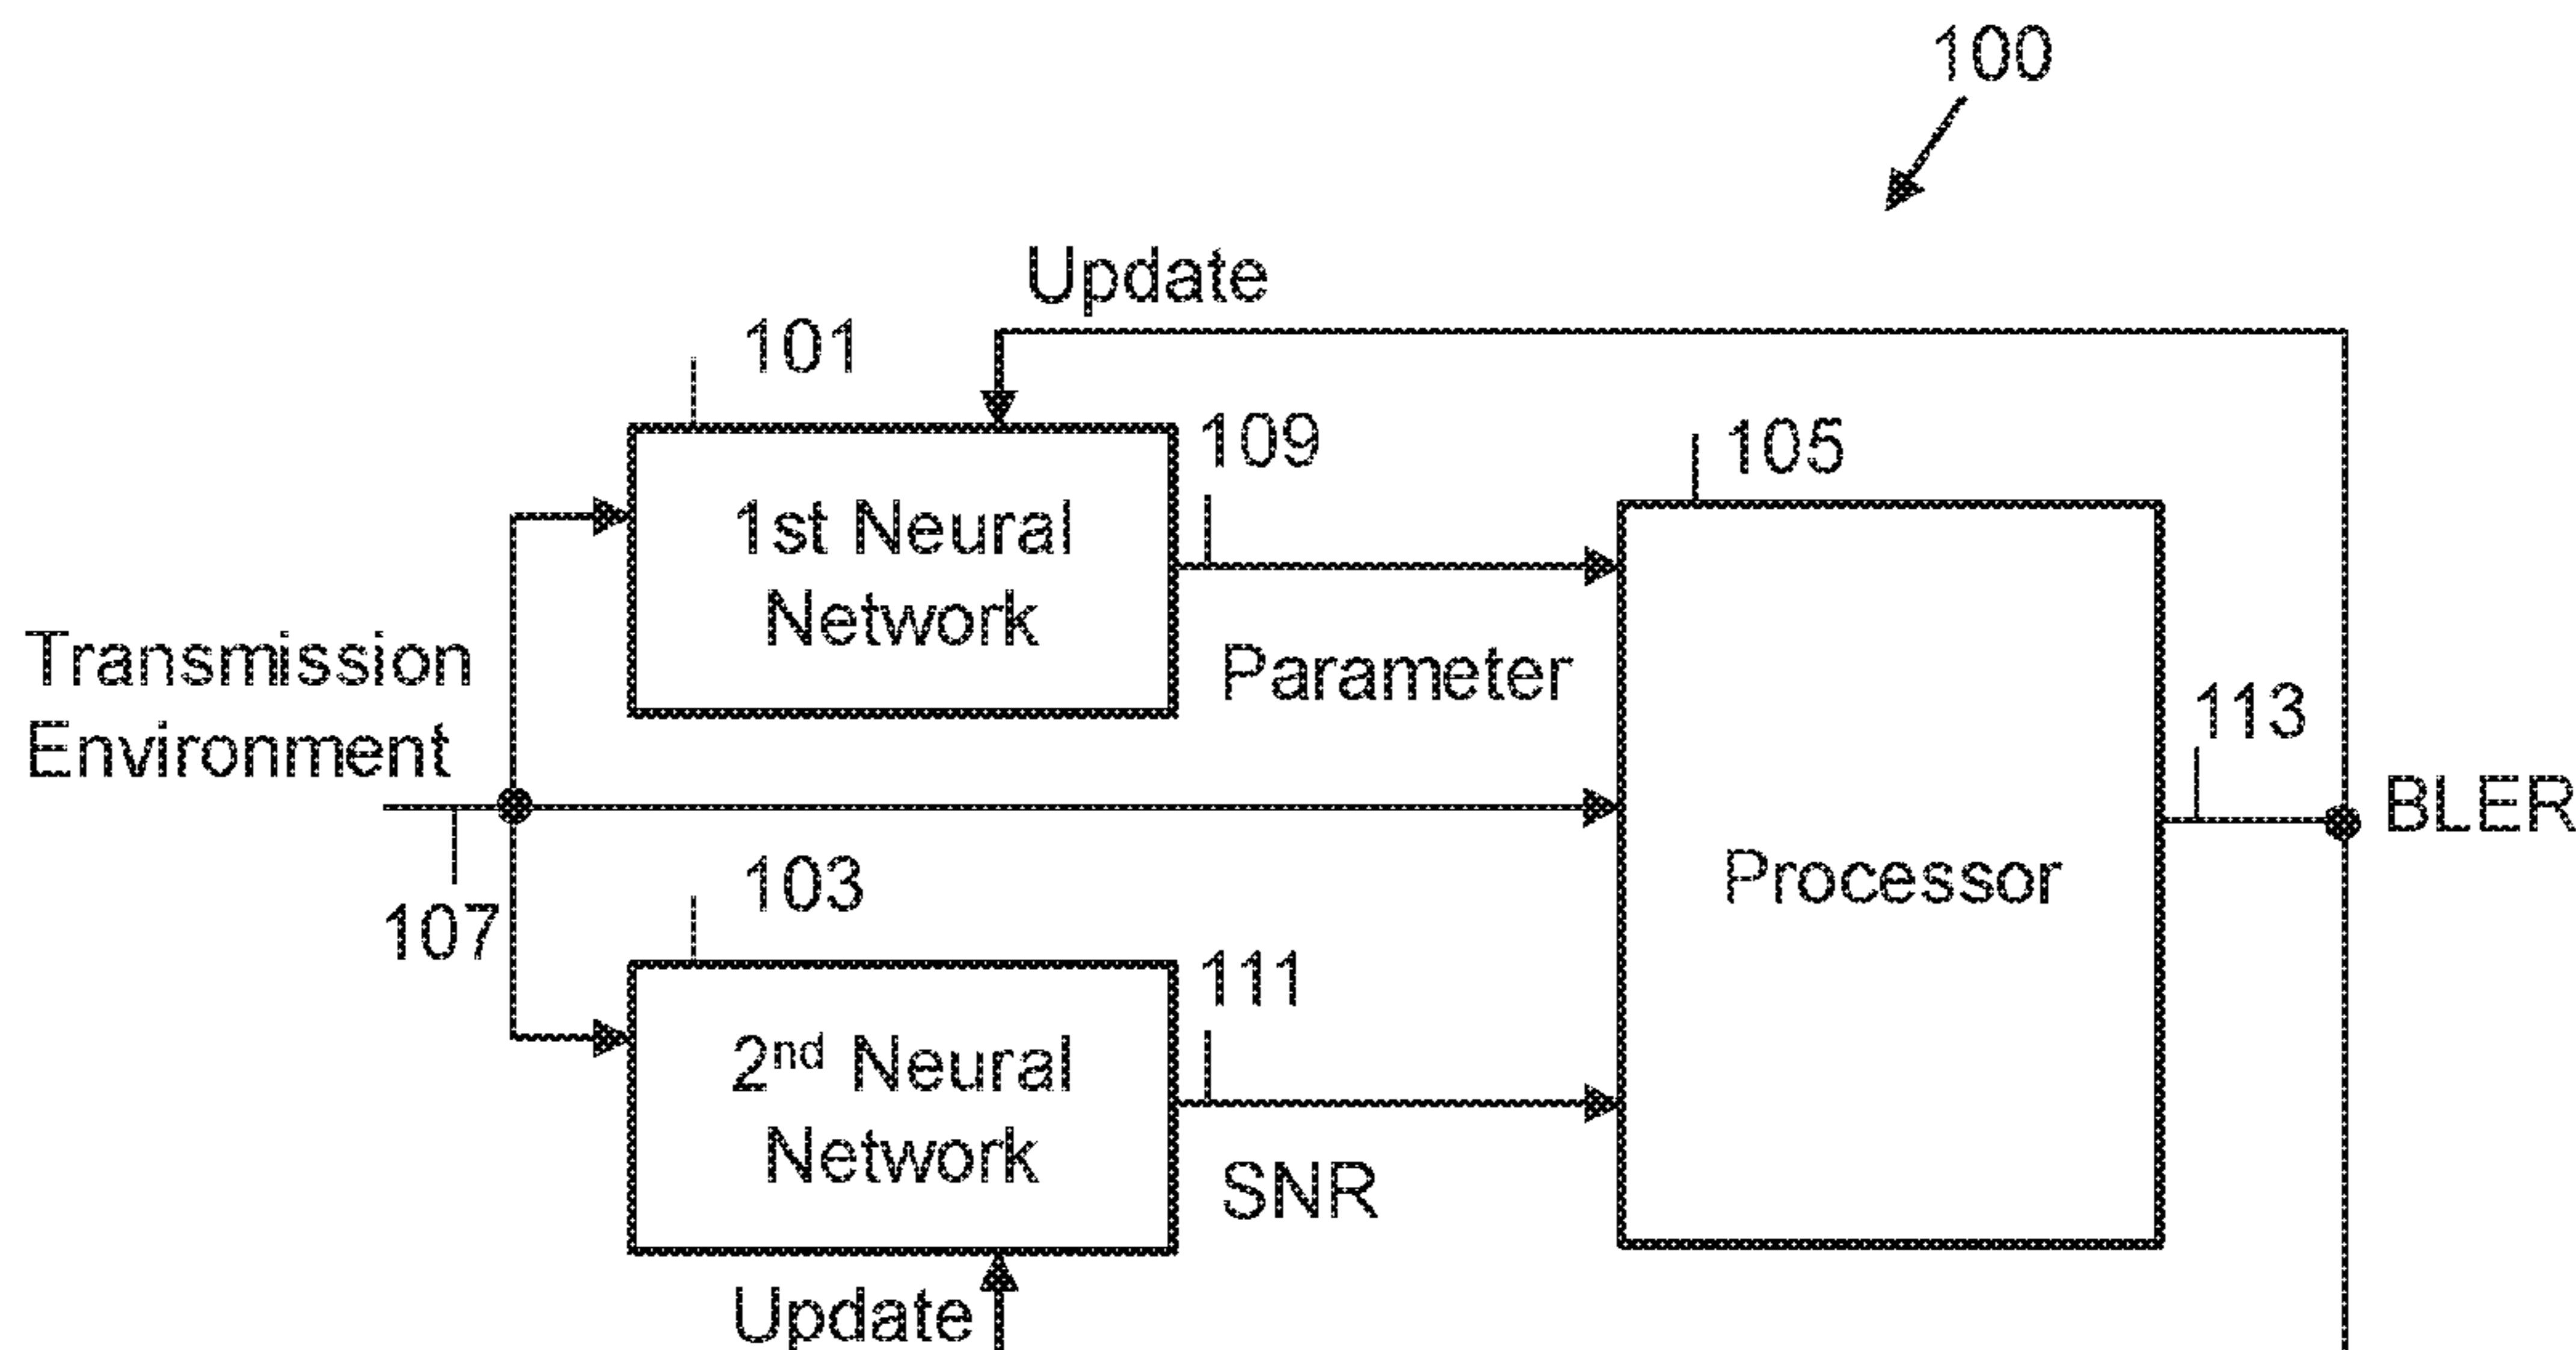 100
Update
101
109
105
1st Neural
Network
Transmission
Environment
Parameter
113
BLER
107
103
Processor
111
2nd Neural
Network
SNR
Update